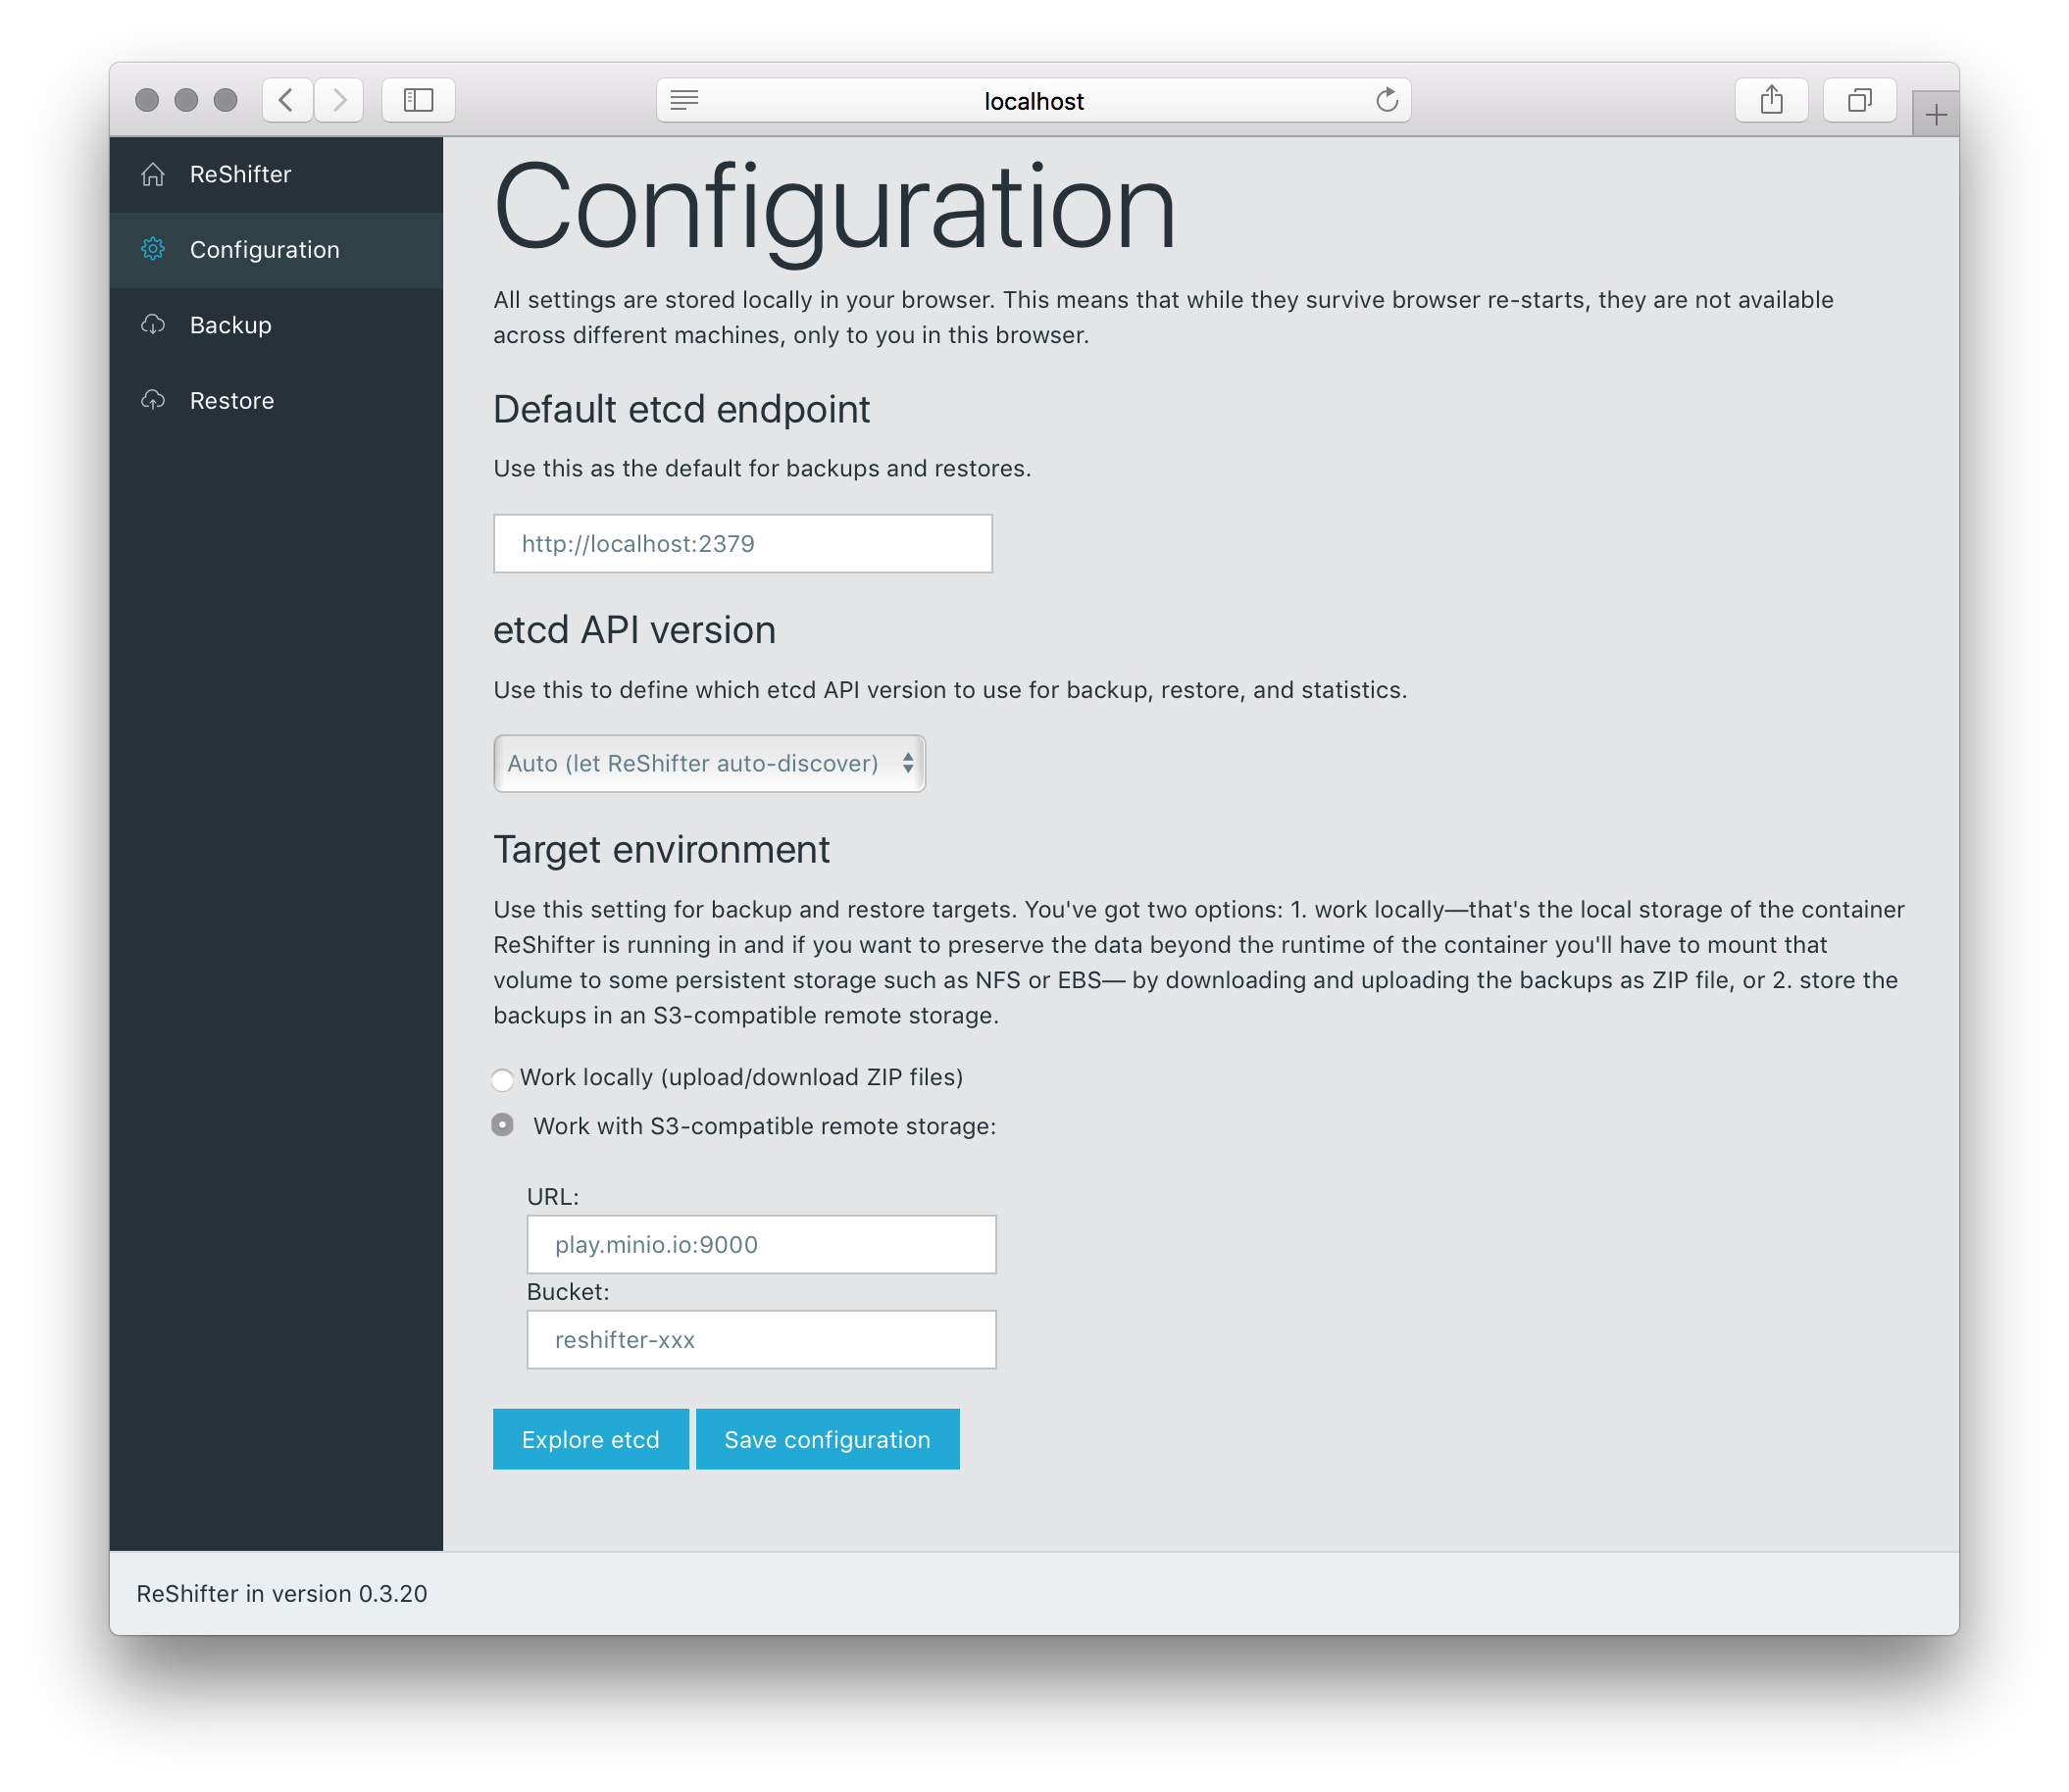 localhost
ReShifter
Configuration
Backup
Restore
Configuration
All settings are stored locally in your browser. This means that while they survive browser re-starts, they are not available
across different machines, only to you in this browser.
Default etcd endpoint
Use this as the default for backups and restores.
http://localhost:2379
etcd API version
Use this to define which etcd API version to use for backup, restore, and statistics.
Auto (let ReShifter auto-discover)
Target environment
Use this setting for backup and restore targets. You've got two options: 1. work locally—that's the local storage of the container
ReShifter is running in and if you want to preserve the data beyond the runtime of the container you'll have to mount that
volume to some persistent storage such as NFS or EBS— by downloading and uploading the backups as ZIP file, or 2. store the
backups in an S3-compatible remote storage.
Work locally (upload/download ZIP files)
Work with S3-compatible remote storage:
URL:
play.minio.io:9000
Bucket:
reshifter-xxx
Explore etcd Save configuration
ReShifter in version 0.3.20